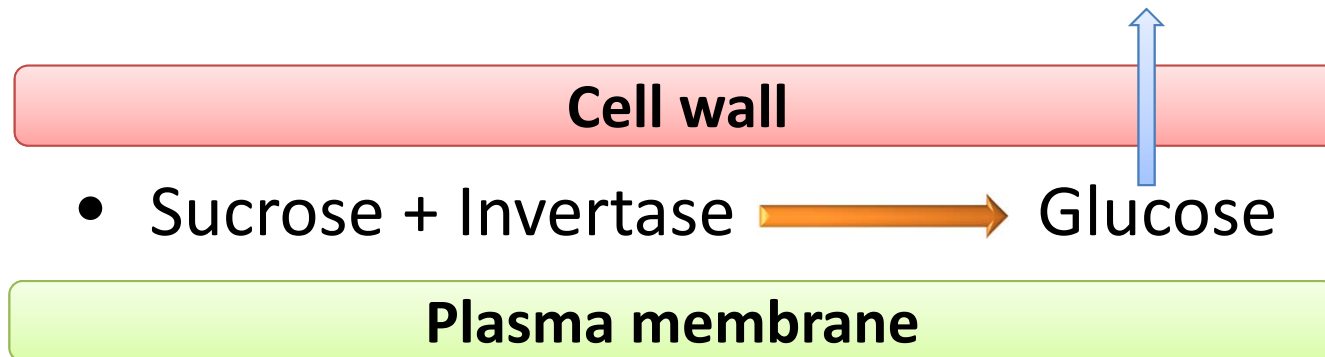 Cell wall
• Sucrose + Invertase Glucose
Plasma membrane